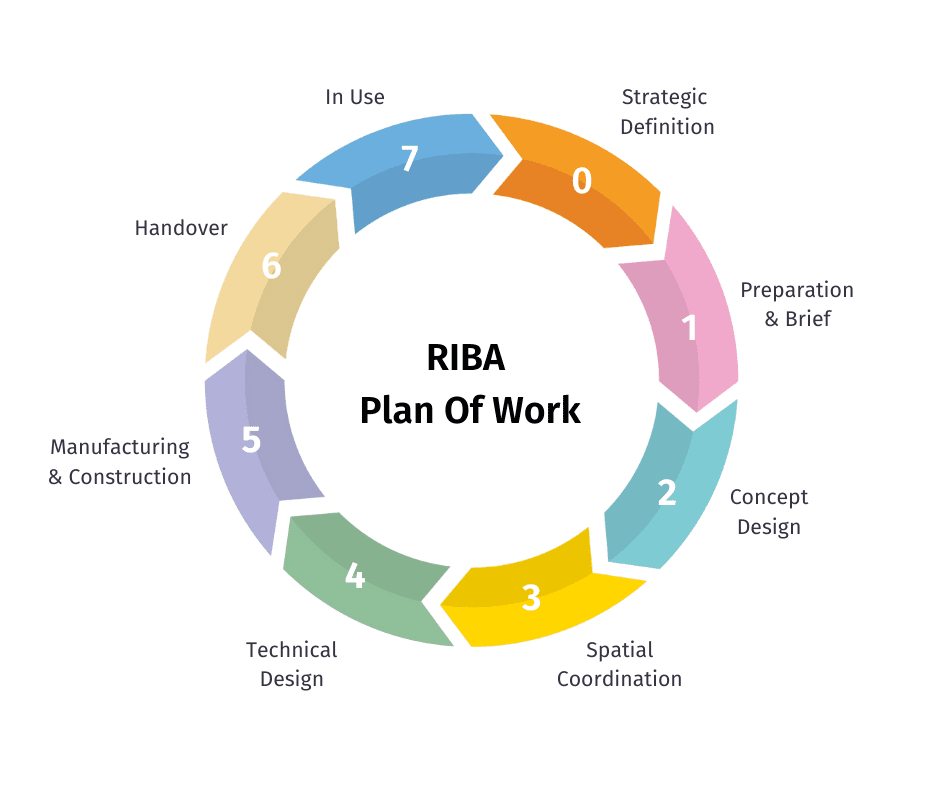 RIBA
Plan Of Work
0
Strategic
Definition
1
Preparation
& Brief
2
Concept
Design
3
Spatial
Coordination
4
Technical
Design
5
Manufacturing
& Construction
6
Handover
7
In Use